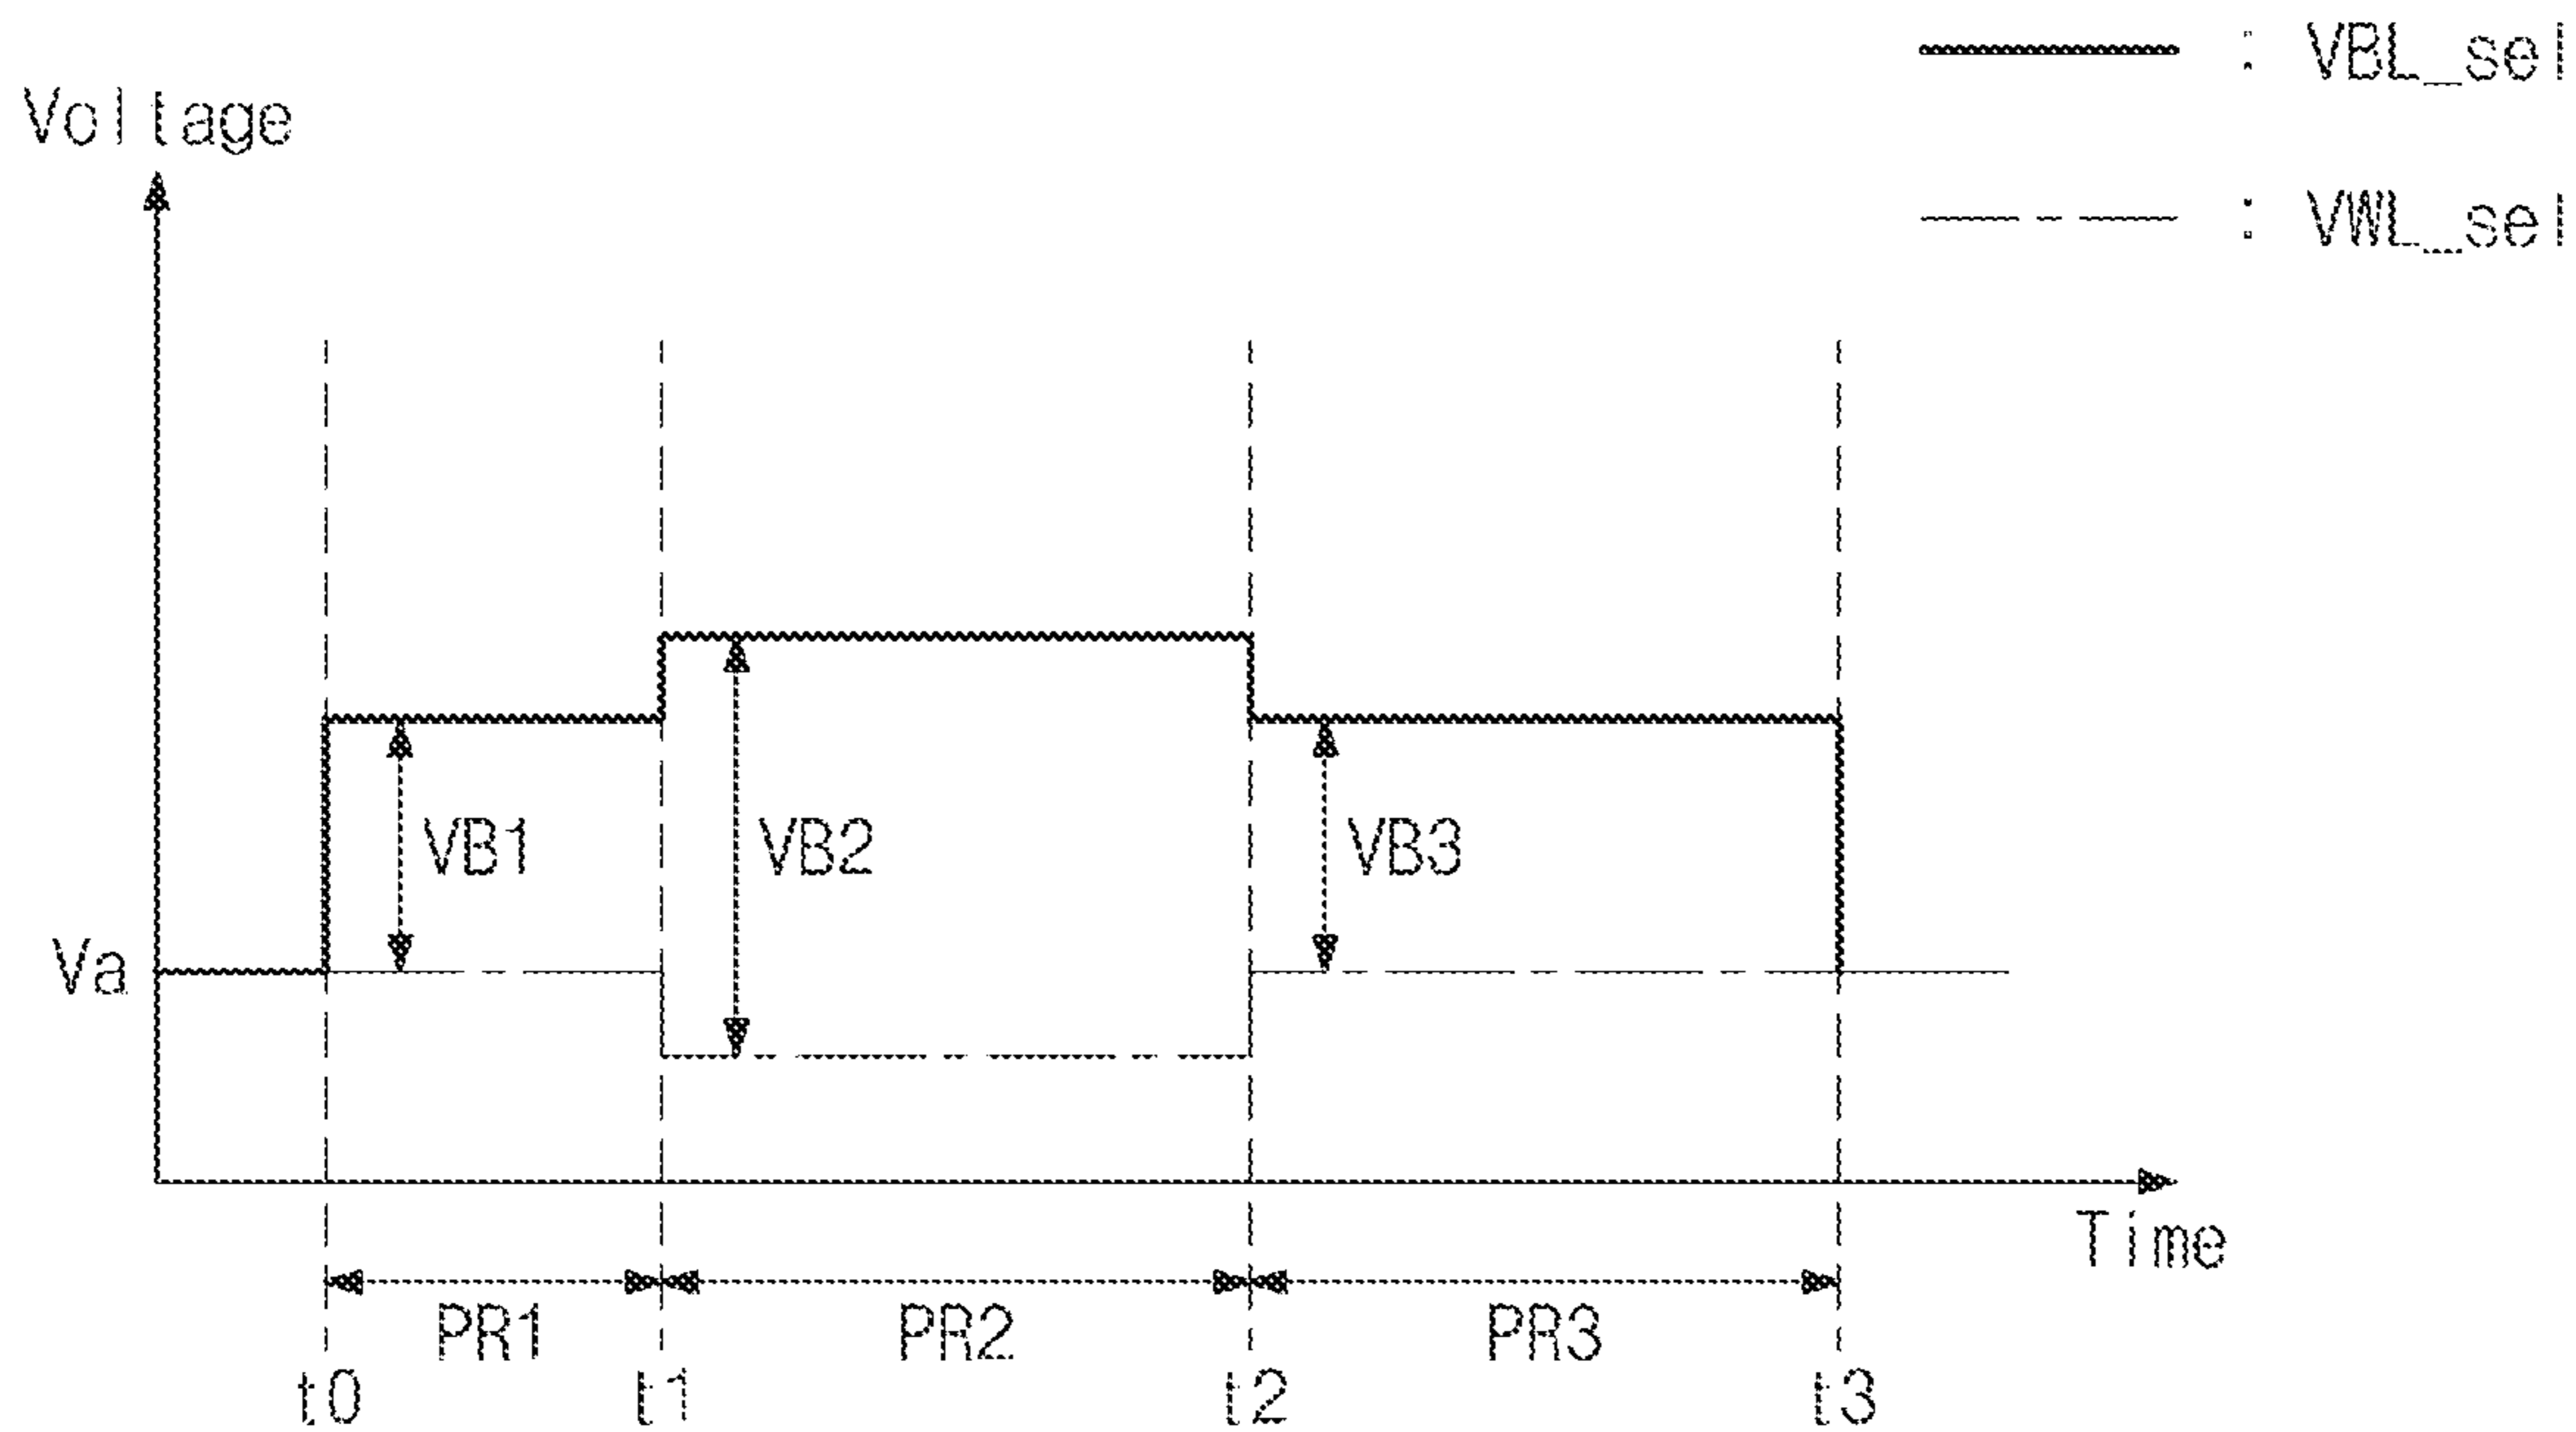 : VBL_sel
Voltage
: VWL_sel
VB1
VB2
VB3
Va
Time
PR1
PR2
PR3
t0
t1
t2
t3